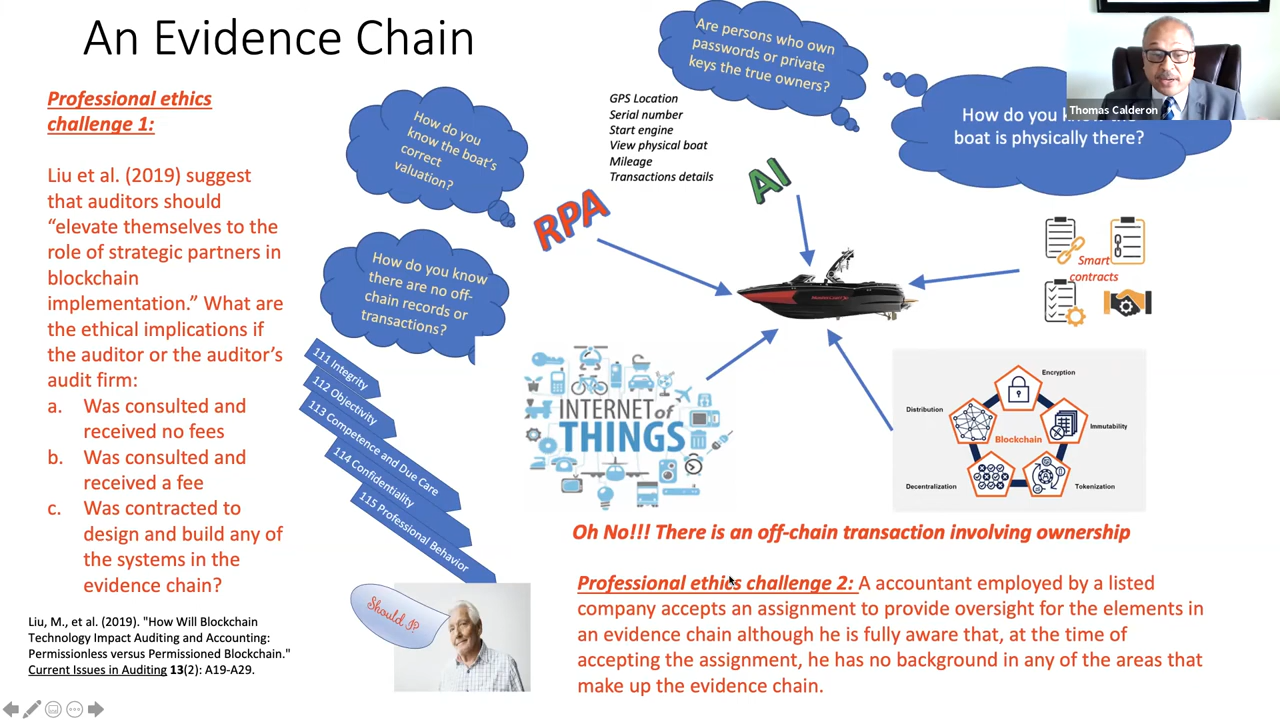 An Evidence Chain
Professional ethics
challenge 1:
Liu et al. (2019) suggest
that auditors should
“elevate themselves to the
role of strategic partners in
blockchain
implementation.” What are
the ethical implications if
the auditor or the auditor’s
audit firm:
a. Was consulted and
received no fees
b. Was consulted and
received a fee
c. Was contracted to
design and build any of
the systems in the
evidence chain?
Liu, M., et al. (2019). "How Will Blockchain
Technology Impact Auditing and Accounting:
Permissionless versus Permissioned Blockchain."
Current Issues in Auditing 13(2): A19-A29.
How do you
know the boat’s
correct
valuation?
How do you know
there are no off-
chain records or
transactions?
111 Integrity
112 Objectivity
113 Competence and Due Care
114 Confidentiality
115 Professional Behavior
Should I?
GPS Location
Serial number
Start engine
View physical boat
Mileage
Transactions details
Are persons who own
passwords or private
keys the true owners?
How do you
boat is physically there?
Thomas Calderon
RPA
AI
Smart
contracts
INTERNET of
THINGS
Encryption
Distribution
Immutability
Blockchain
Decentralization
Tokenization
Oh No!!! There is an off-chain transaction involving ownership
Professional ethics challenge 2: A accountant employed by a listed
company accepts an assignment to provide oversight for the elements in
an evidence chain although he is fully aware that, at the time of
accepting the assignment, he has no background in any of the areas that
make up the evidence chain.